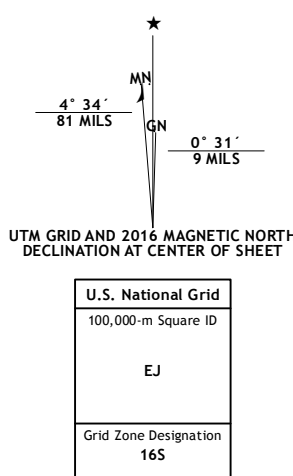 ★
MN
4° 34´
81 MILS
GN
0° 31´
9 MILS
UTM GRID AND 2016 MAGNETIC NORTH
DECLINATION AT CENTER OF SHEET
U.S. National Grid
100,000-m Square ID
EJ
Grid Zone Designation
16S